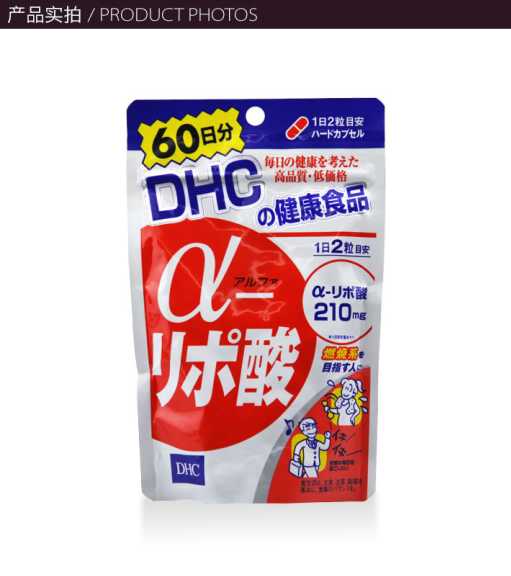 产品实拍 / PRODUCT PHOTOS
60日分
1日2粒目安
ハードカプセル
毎日の健康を考えた
高品質・低価格
DHC
の健康食品
1日2粒目安
α-
アルファ
リポ酸
α-リポ酸
210mg
燃焼系を
目指す人に
DHC